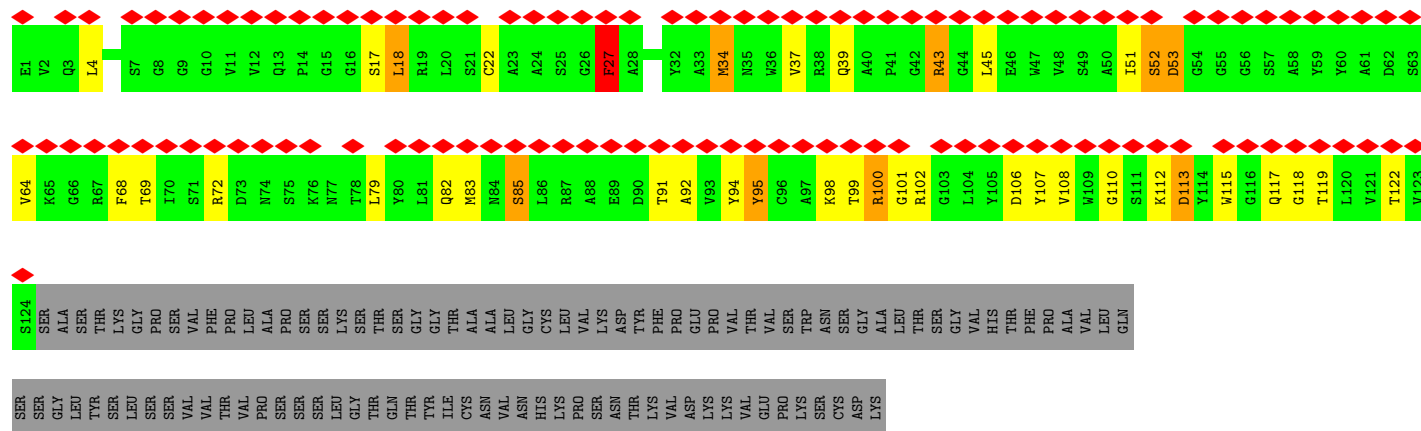 E1 V2 Q3 L4 S7 G8 G9 G10 V11 V12 Q13 P14 G15 G16 S17 L18 R19 L20 S21 C22 A23 A24 S25 G26 F27 A28 Y32 A33 M34 N35 W36 V37 R38 Q39 A40 P41 G42 R43 G44 L45 E46 W47 V48 S49 A50 I51 S52 D53 G54 G55 G56 S57 A58 Y59 Y60 A61 D62 S63
V64 K65 G66 R67 F68 T69 I70 S71 R72 D73 N74 S75 K76 N77 T78 L79 Y80 L81 Q82 M83 N84 S85 L86 R87 A88 E89 D90 T91 A92 V93 Y94 Y95 C96 A97 K98 T99 R100 G101 R102 G103 L104 Y105 D106 Y107 V108 W109 G110 S111 K112 D113 Y114 W115 G116 Q117 G118 T119 L120 V121 T122 V123
S124 SER ALA SER THR LYS GLY PRO SER VAL PHE PRO LEU ALA PRO SER SER LYS SER THR SER GLY GLY THR ALA ALA LEU GLY CYS LEU VAL LYS ASP TYR PHE PRO GLU PRO VAL THR VAL SER TRP ASN SER GLY ALA LEU THR SER GLY VAL HIS THR PHE PRO ALA VAL LEU GLN
SER SER GLY LEU TYR SER LEU SER SER VAL VAL THR VAL PRO SER SER SER LEU GLY THR GLN THR TYR ILE CYS ASN VAL ASN HIS LYS PRO SER ASN THR LYS VAL ASP LYS LYS VAL GLU PRO LYS SER CYS ASP LYS